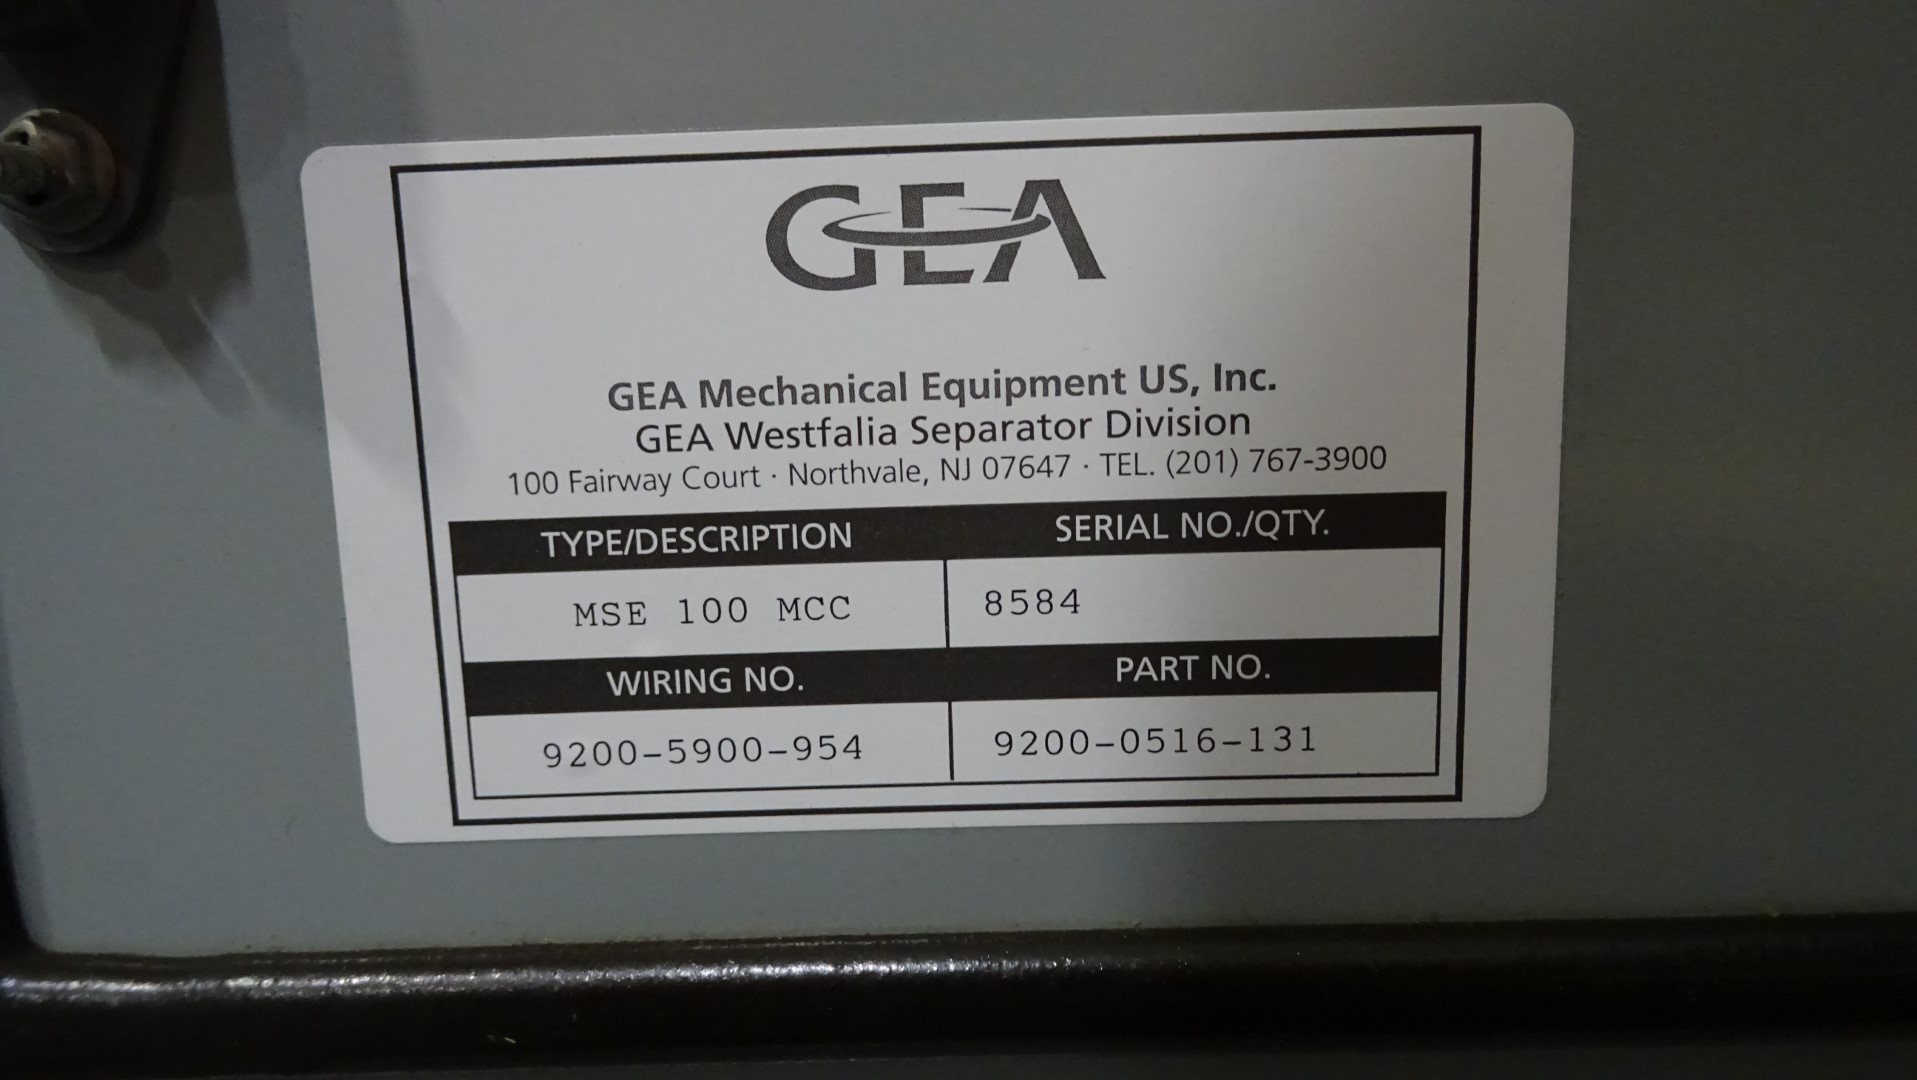 GEA
GEA Mechanical Equipment US, Inc.
GEA Westfalia Separator Division
100 Fairway Court · Northvale, NJ 07647 · TEL. (201) 767-3900
TYPE/DESCRIPTION SERIAL NO./QTY.
MSE 100 MCC 8584
WIRING NO. PART NO.
9200-5900-954 9200-0516-131